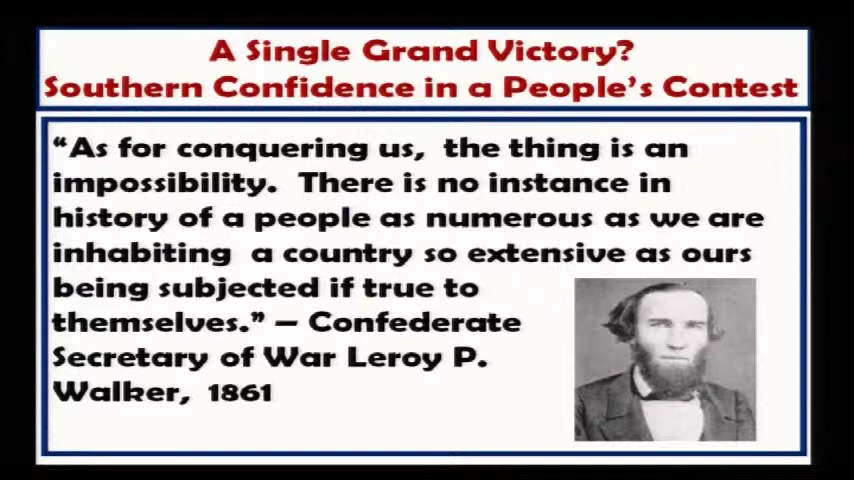 A Single Grand Victory?
Southern Confidence in a People's Contest
“As for conquering us, the thing is an
impossibility. There is no instance in
history of a people as numerous as we are
inhabiting a country so extensive as ours
being subjected if true to
themselves.” – Confederate
Secretary of War Leroy P.
Walker, 1861